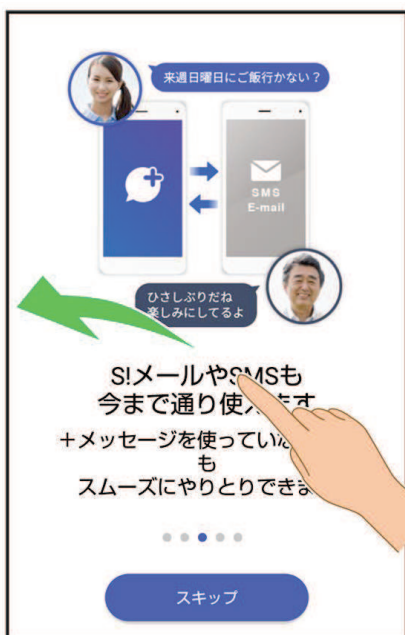 来週日曜日にご飯行かない？
SMS
E-mail
ひさしぶりだね
楽しみにしてるよ
S!メールやSMSも
今まで通り使えます
＋メッセージを使っていな
も
スムーズにやりとりできま
スキップ